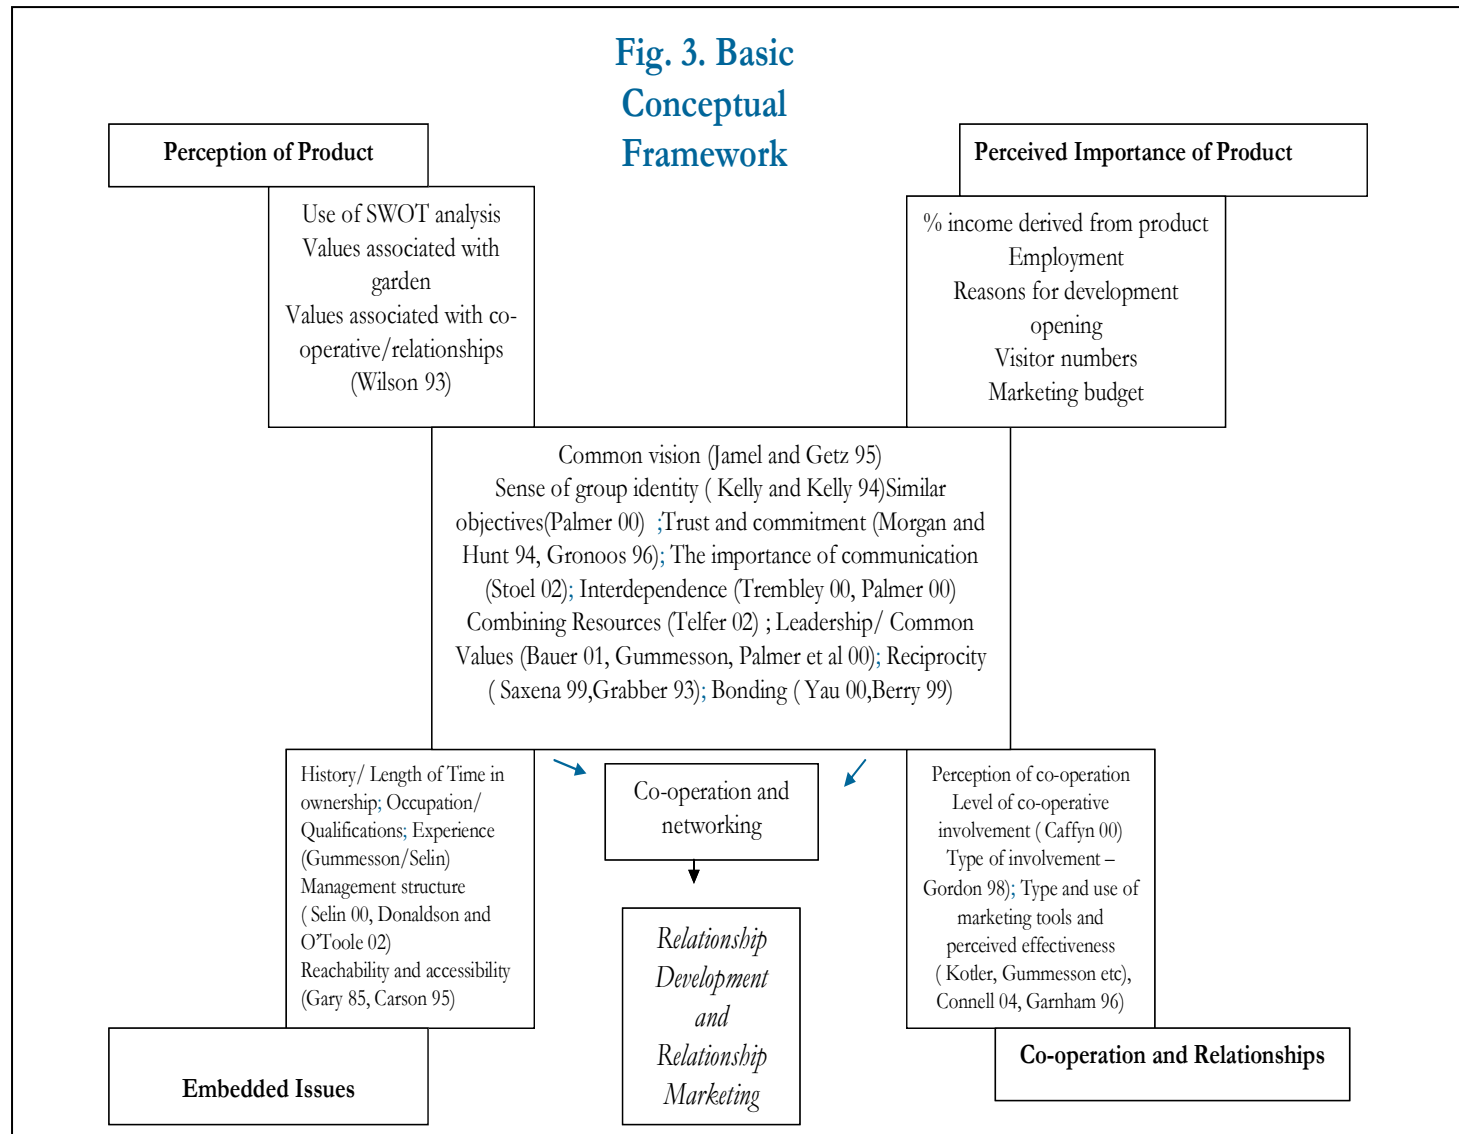 Fig. 3. Basic
Conceptual
Framework
Perception of Product
Perceived Importance of Product
Use of SWOT analysis
Values associated with
garden
Values associated with co-
operative/relationships
(Wilson 93)
% income derived from product
Employment
Reasons for development
opening
Visitor numbers
Marketing budget
Common vision (Jamel and Getz 95)
Sense of group identity ( Kelly and Kelly 94)Similar
objectives(Palmer 00)  ;Trust and commitment (Morgan and
Hunt 94, Gronoos 96); The importance of communication
(Stoel 02); Interdependence (Trembley 00, Palmer 00)
Combining Resources (Telfer 02) ; Leadership/ Common
Values (Bauer 01, Gummesson, Palmer et al 00); Reciprocity
( Saxena 99,Grabber 93); Bonding ( Yau 00,Berry 99)
History/ Length of Time in
ownership; Occupation/
Qualifications; Experience
(Gummesson/Selin)
Management structure
( Selin 00, Donaldson and
O'Toole 02)
Reachability and accessibility
(Gary 85, Carson 95)
Co-operation and
networking
Perception of co-operation
Level of co-operative
involvement ( Caffyn 00)
Type of involvement –
Gordon 98); Type and use of
marketing tools and
perceived effectiveness
( Kotler, Gummesson etc),
Connell 04, Garnham 96)
Relationship
Development
and
Relationship
Marketing
Embedded Issues
Co-operation and Relationships